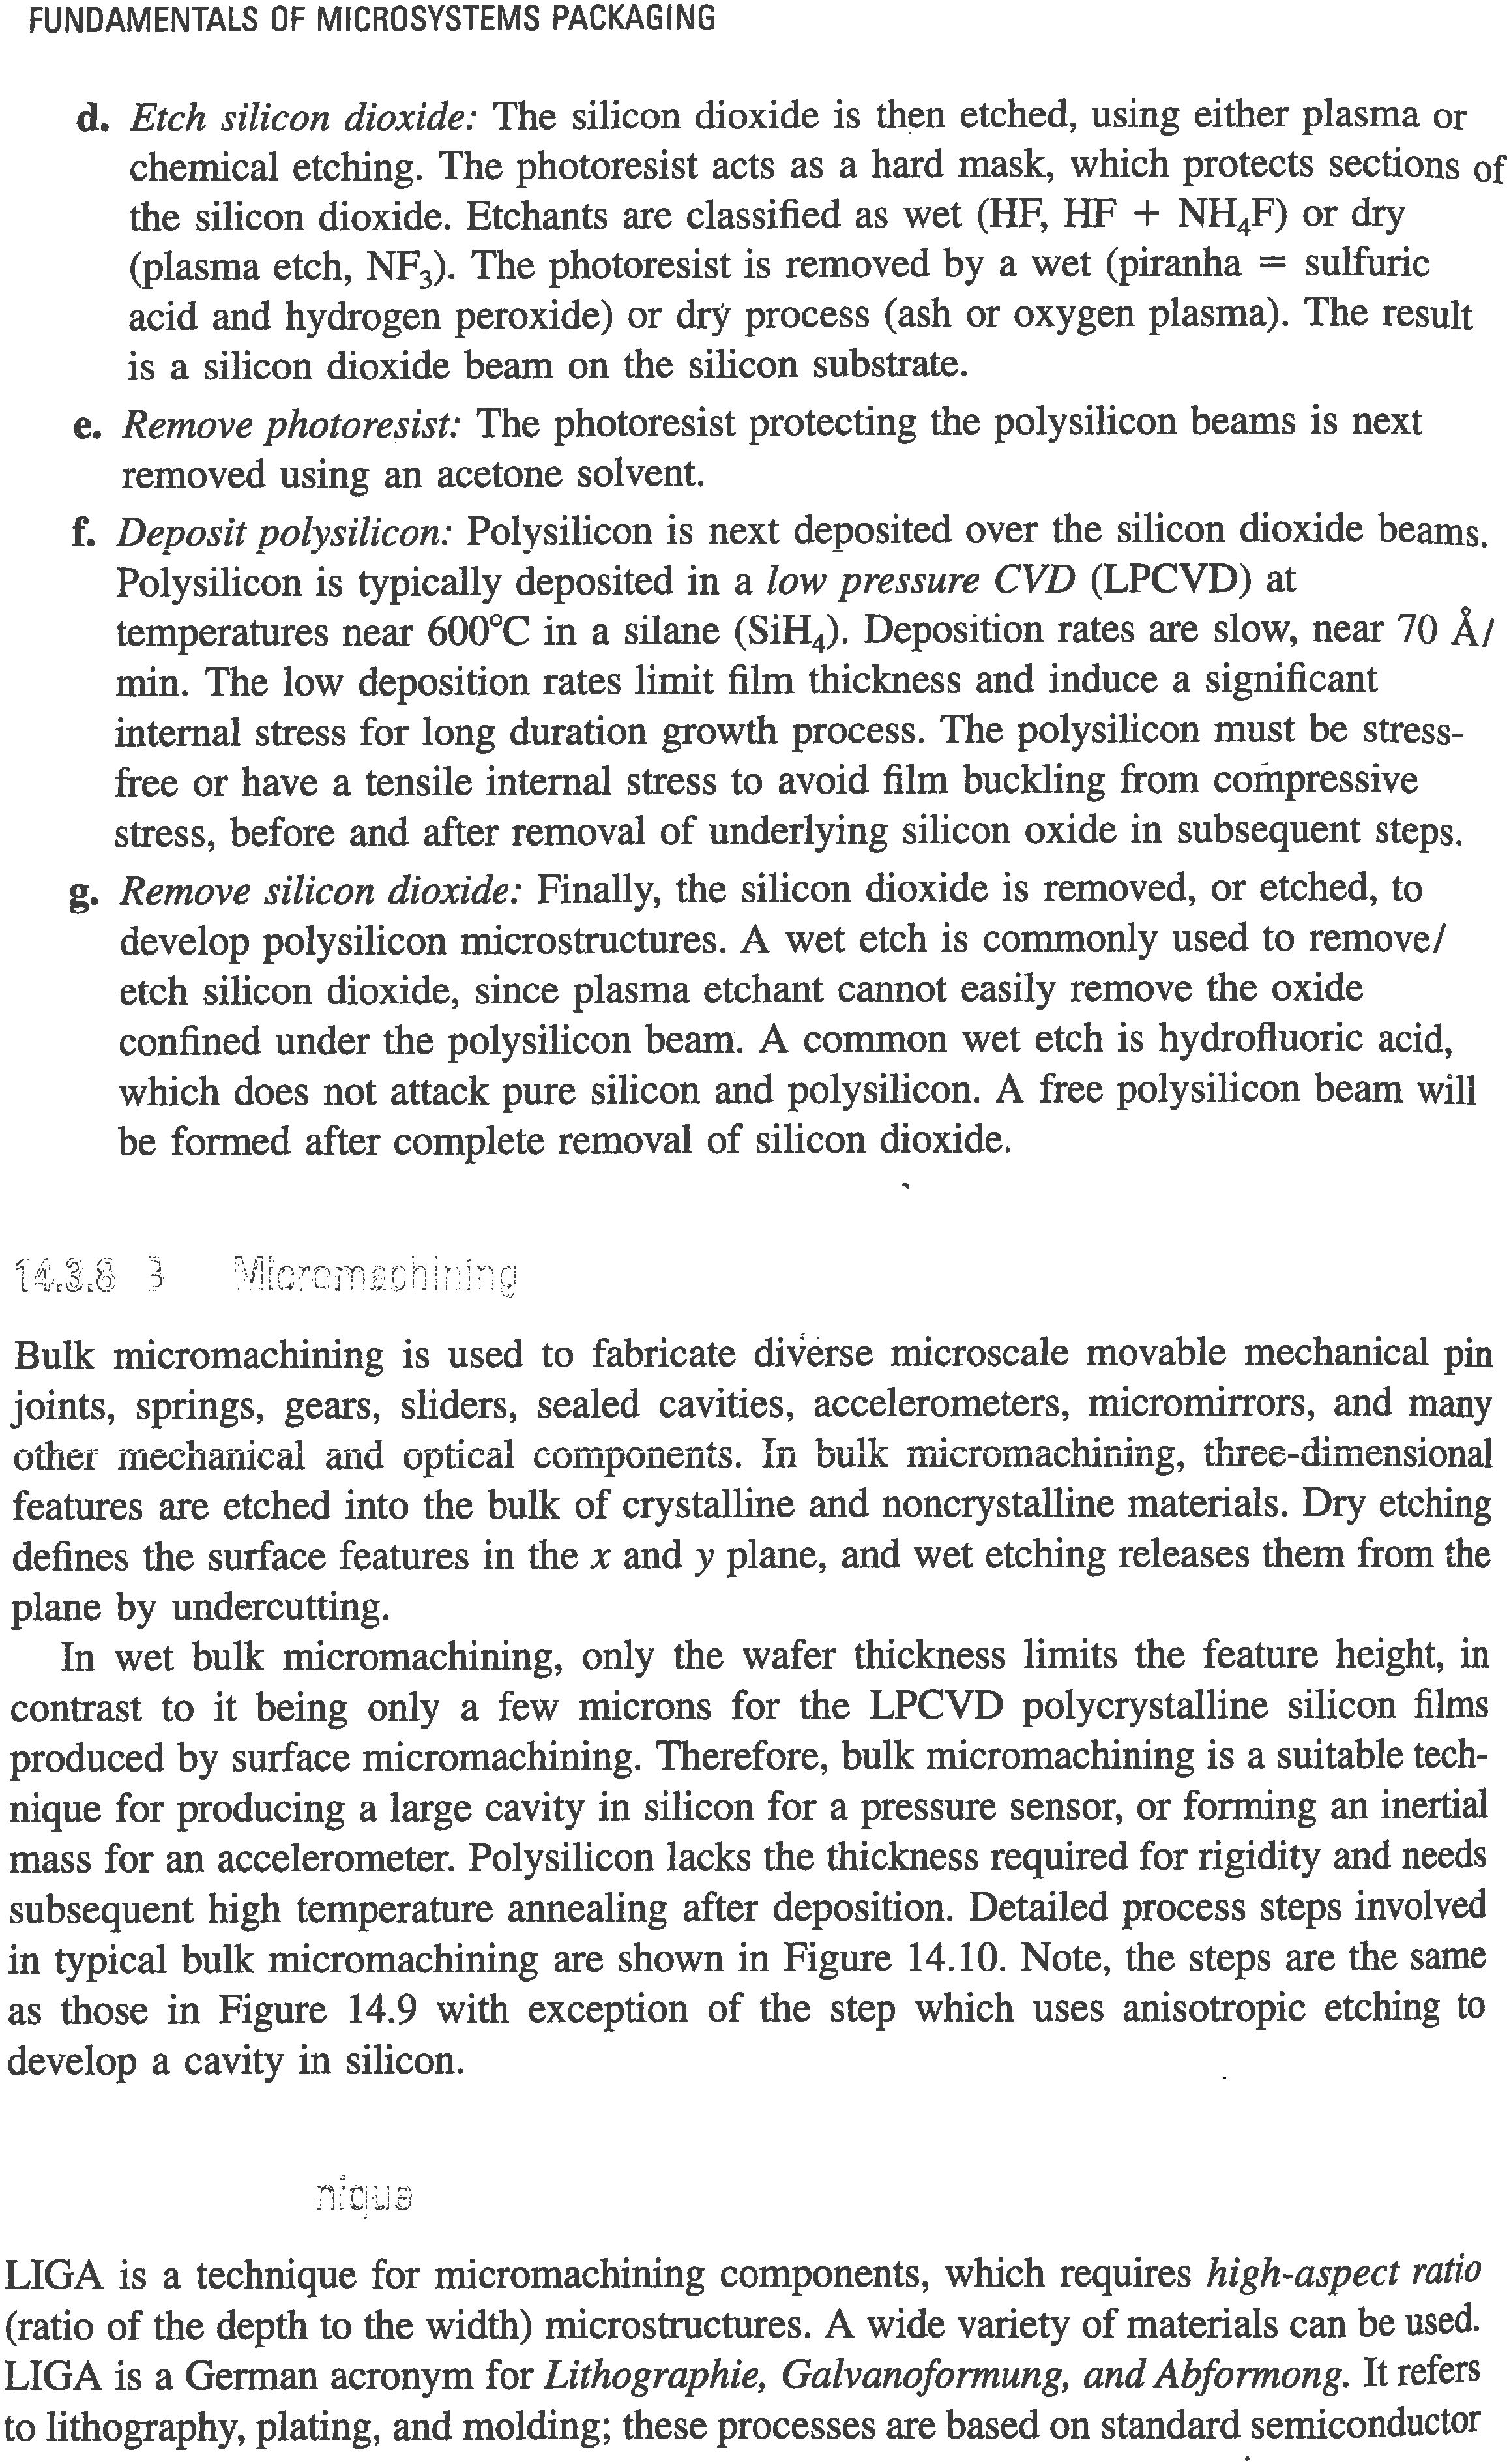 FUNDAMENTALS OF MICROSYSTEMS PACKAGING
d. Etch silicon dioxide: The silicon dioxide is then etched, using either plasma or
chemical etching. The photoresist acts as a hard mask, which protects sections of
the silicon dioxide. Etchants are classified as wet (HF, HF + NH₄F) or dry
(plasma etch, NF₃). The photoresist is removed by a wet (piranha = sulfuric
acid and hydrogen peroxide) or dry process (ash or oxygen plasma). The result
is a silicon dioxide beam on the silicon substrate.
e. Remove photoresist: The photoresist protecting the polysilicon beams is next
removed using an acetone solvent.
f. Deposit polysilicon: Polysilicon is next deposited over the silicon dioxide beams.
Polysilicon is typically deposited in a low pressure CVD (LPCVD) at
temperatures near 600°C in a silane (SiH₄). Deposition rates are slow, near 70 Å/
min. The low deposition rates limit film thickness and induce a significant
internal stress for long duration growth process. The polysilicon must be stress-
free or have a tensile internal stress to avoid film buckling from compressive
stress, before and after removal of underlying silicon oxide in subsequent steps.
g. Remove silicon dioxide: Finally, the silicon dioxide is removed, or etched, to
develop polysilicon microstructures. A wet etch is commonly used to remove/
etch silicon dioxide, since plasma etchant cannot easily remove the oxide
confined under the polysilicon beam. A common wet etch is hydrofluoric acid,
which does not attack pure silicon and polysilicon. A free polysilicon beam will
be formed after complete removal of silicon dioxide.
14.3.8 Micromachining
Bulk micromachining is used to fabricate diverse microscale movable mechanical pin
joints, springs, gears, sliders, sealed cavities, accelerometers, micromirrors, and many
other mechanical and optical components. In bulk micromachining, three-dimensional
features are etched into the bulk of crystalline and noncrystalline materials. Dry etching
defines the surface features in the x and y plane, and wet etching releases them from the
plane by undercutting.
In wet bulk micromachining, only the wafer thickness limits the feature height, in
contrast to it being only a few microns for the LPCVD polycrystalline silicon films
produced by surface micromachining. Therefore, bulk micromachining is a suitable tech-
nique for producing a large cavity in silicon for a pressure sensor, or forming an inertial
mass for an accelerometer. Polysilicon lacks the thickness required for rigidity and needs
subsequent high temperature annealing after deposition. Detailed process steps involved
in typical bulk micromachining are shown in Figure 14.10. Note, the steps are the same
as those in Figure 14.9 with exception of the step which uses anisotropic etching to
develop a cavity in silicon.
nique
LIGA is a technique for micromachining components, which requires high-aspect ratio
(ratio of the depth to the width) microstructures. A wide variety of materials can be used.
LIGA is a German acronym for Lithographie, Galvanoformung, and Abformong. It refers
to lithography, plating, and molding; these processes are based on standard semiconductor